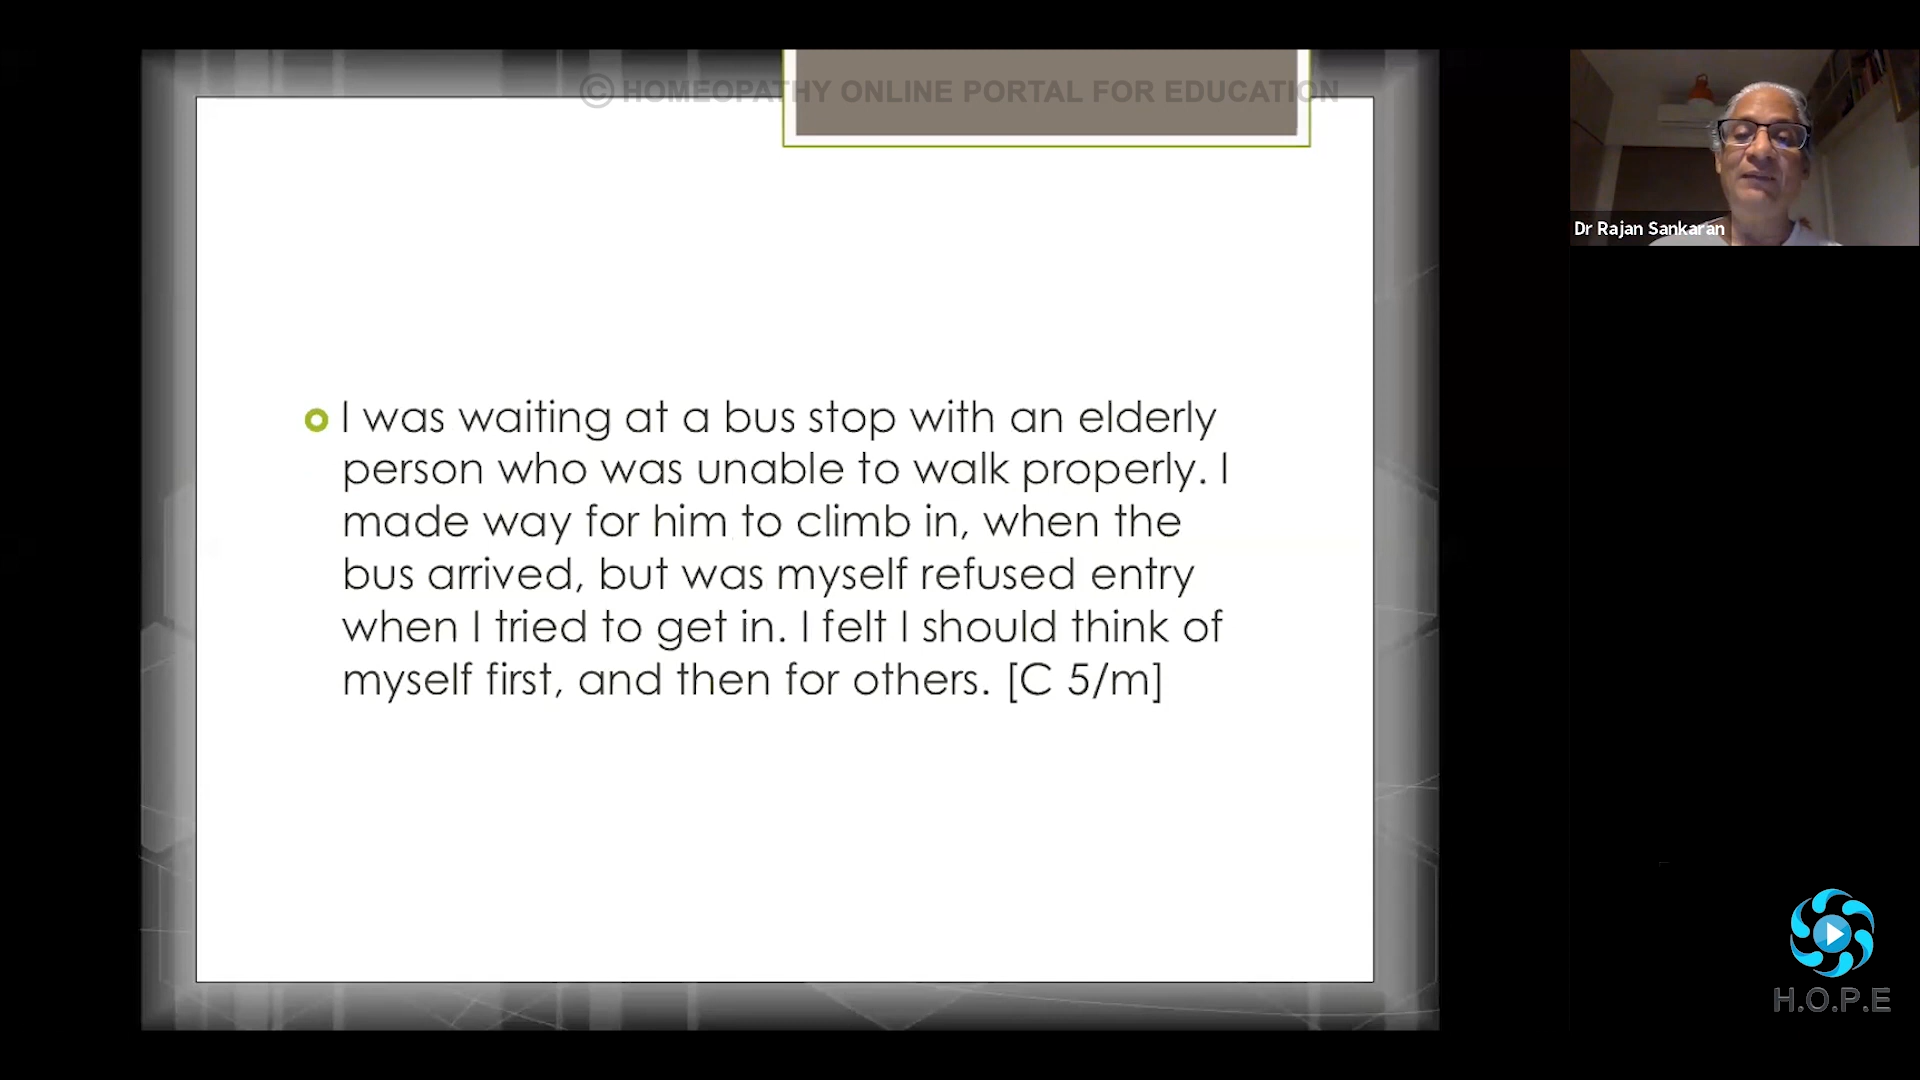 © HOMEOPATHY ONLINE PORTAL FOR EDUCATION
I was waiting at a bus stop with an elderly
person who was unable to walk properly. I
made way for him to climb in, when the
bus arrived, but was myself refused entry
when I tried to get in. I felt I should think of
myself first, and then for others. [C 5/m]
Dr Rajan Sankaran
H.O.P.E